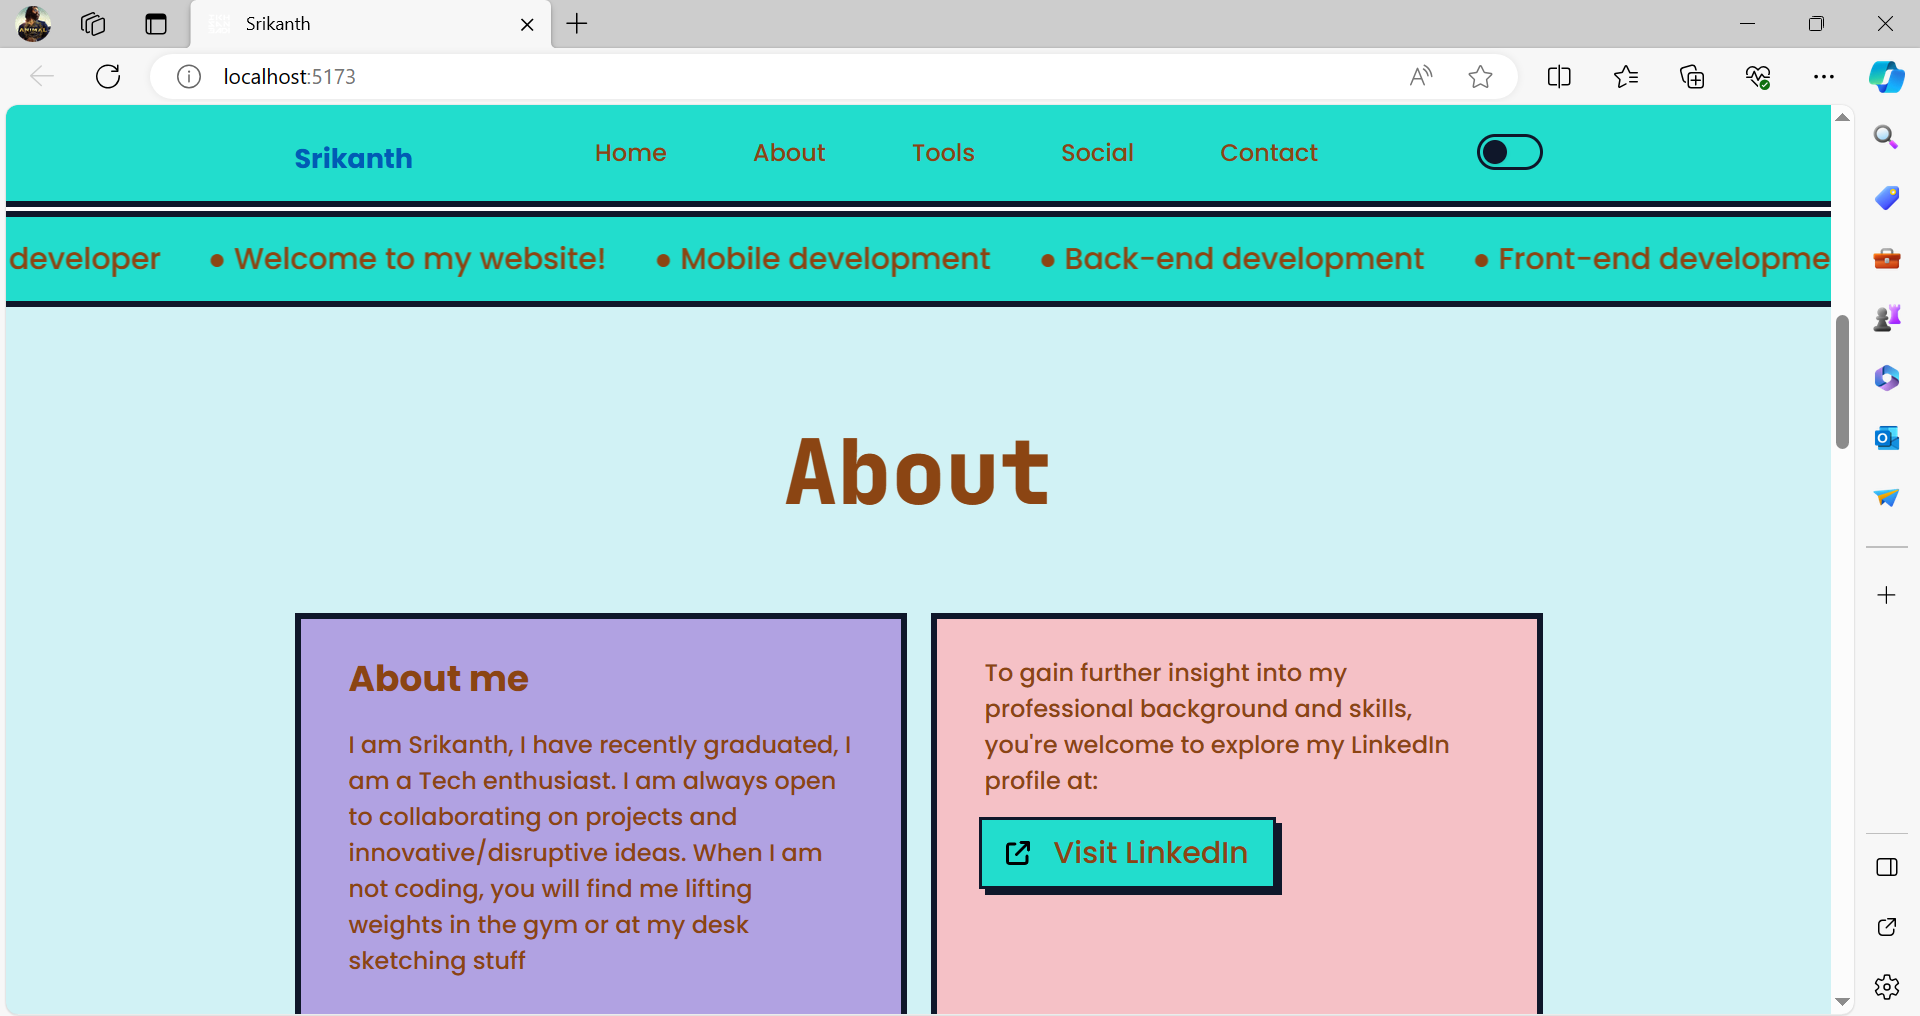 Srikanth
localhost:5173
Srikanth
Home
About
Tools
Social
Contact
developer • Welcome to my website! • Mobile development • Back-end development • Front-end developme
About
About me
I am Srikanth, I have recently graduated, I
am a Tech enthusiast. I am always open
to collaborating on projects and
innovative/disruptive ideas. When I am
not coding, you will find me lifting
weights in the gym or at my desk
sketching stuff
To gain further insight into my
professional background and skills,
you're welcome to explore my LinkedIn
profile at:
Visit LinkedIn